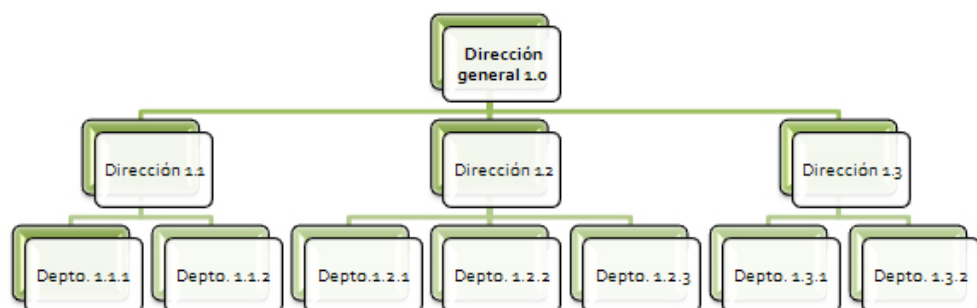 Dirección
general 1.0
Dirección 1.1
Dirección 1.2
Dirección 1.3
Depto. 1.1.1
Depto. 1.1.2
Depto.1.2.1
Depto. 1.2.2
Depto. 1.2.3
Depto. 1.3.1
Depto. 1.3.2